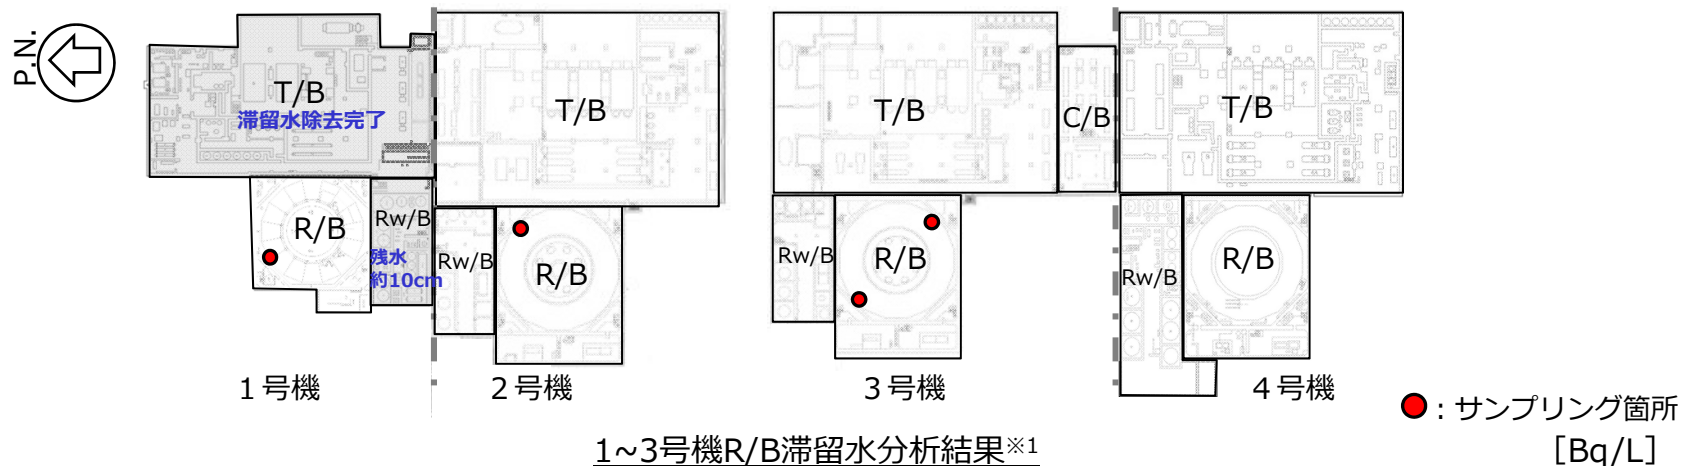 P.N.
T/B
滞留水除去完了
T/B
T/B
C/B
T/B
R/B
Rw/B
残水
約10cm
Rw/B
R/B
Rw/B
R/B
Rw/B
R/B
1号機
2号機
3号機
4号機
：サンプリング箇所
1~3号機R/B滞留水分析結果※1
［Bq/L］